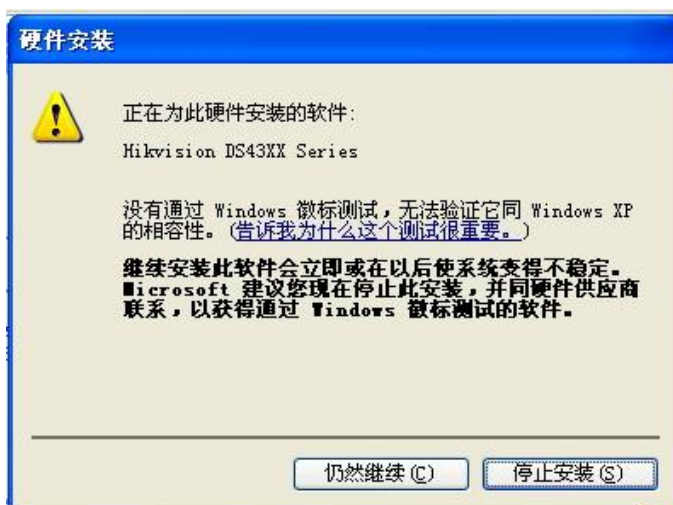 硬件安装
正在为此硬件安装的软件:
Hikvision DS43XX Series
没有通过 Windows 徽标测试，无法验证它同 Windows XP
的相容性。(告诉我为什么这个测试很重要。)
继续安装此软件会立即或在以后使系统变得不稳定。
Microsoft 建议您现在停止此安装，并同硬件供应商
联系，以获得通过 Windows 徽标测试的软件。
仍然继续(C)
停止安装(S)